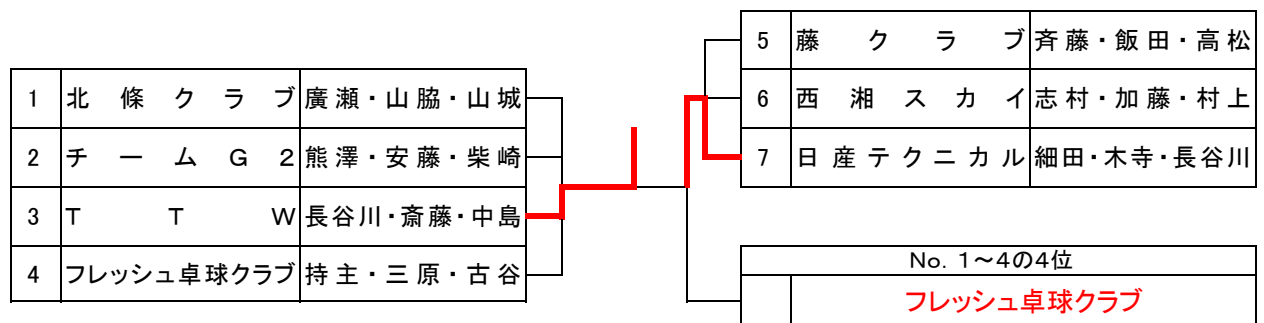 1 北條クラブ 廣瀬・山脇・山城
2 チームG2 熊澤・安藤・柴崎
3 TTW 長谷川・斎藤・中島
4 フレッシュ卓球クラブ 持主・三原・古谷
5 藤クラブ 斉藤・飯田・高松
6 西湘スカイ 志村・加藤・村上
7 日産テクニカル 細田・木寺・長谷川
No. 1〜4の4位
フレッシュ卓球クラブ